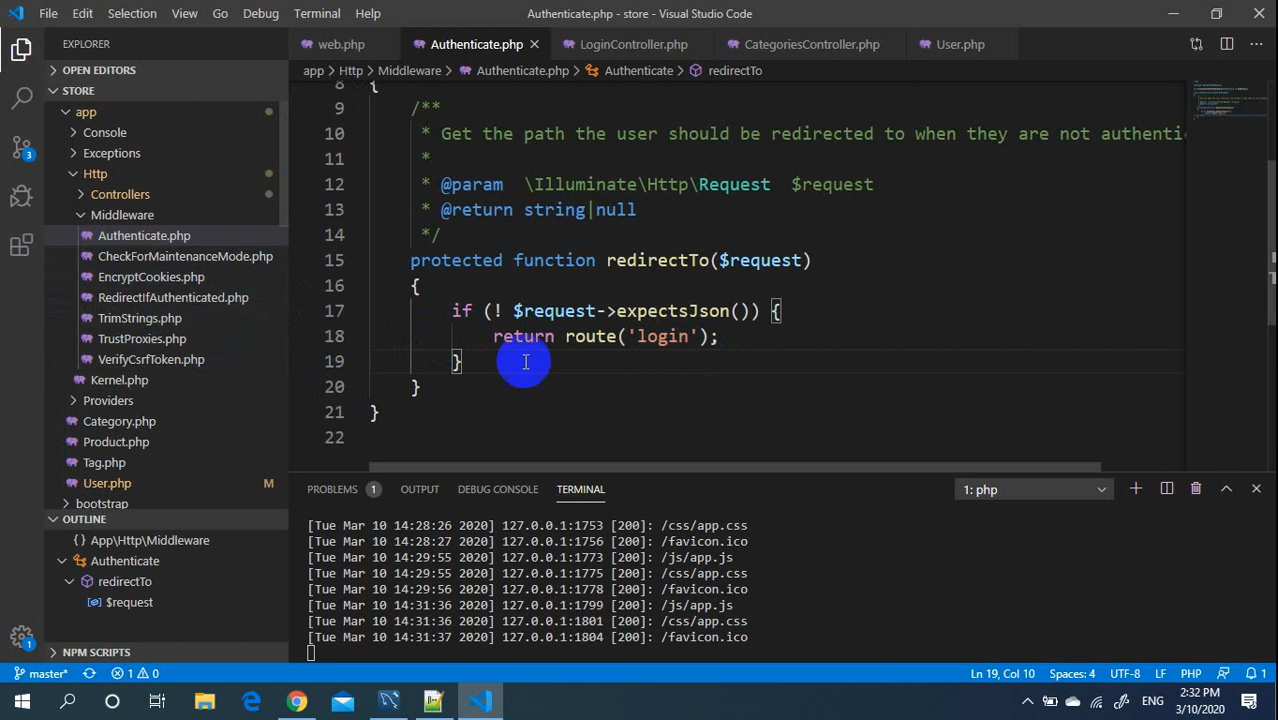 File Edit Selection View Go Debug Terminal Help Authenticate.php - store - Visual Studio Code
EXPLORER
OPEN EDITORS
STORE
app
Console
Exceptions
Http
Controllers
Middleware
Authenticate.php
CheckForMaintenanceMode.php
EncryptCookies.php
RedirectIfAuthenticated.php
TrimStrings.php
TrustProxies.php
VerifyCsrfToken.php
Kernel.php
Providers
Category.php
Product.php
Tag.php
User.php M
bootstrap
OUTLINE
{} App\Http\Middleware
Authenticate
redirectTo
$request
NPM SCRIPTS
3
1
web.php Authenticate.php LoginController.php CategoriesController.php User.php
app > Http > Middleware > Authenticate.php > Authenticate > redirectTo
8 {
9 /**
10 * Get the path the user should be redirected to when they are not authentic
11 *
12 * @param \Illuminate\Http\Request $request
13 * @return string|null
14 */
15 protected function redirectTo($request)
16 {
17 if (! $request->expectsJson()) {
18 return route('login');
19 }
20 }
21 }
22
PROBLEMS 1 OUTPUT DEBUG CONSOLE TERMINAL 1: php
[Tue Mar 10 14:28:26 2020] 127.0.0.1:1753 [200]: /css/app.css
[Tue Mar 10 14:28:27 2020] 127.0.0.1:1756 [200]: /favicon.ico
[Tue Mar 10 14:29:55 2020] 127.0.0.1:1773 [200]: /js/app.js
[Tue Mar 10 14:29:55 2020] 127.0.0.1:1775 [200]: /css/app.css
[Tue Mar 10 14:29:56 2020] 127.0.0.1:1778 [200]: /favicon.ico
[Tue Mar 10 14:31:36 2020] 127.0.0.1:1799 [200]: /js/app.js
[Tue Mar 10 14:31:36 2020] 127.0.0.1:1801 [200]: /css/app.css
[Tue Mar 10 14:31:37 2020] 127.0.0.1:1804 [200]: /favicon.ico
master* 1 0 Ln 19, Col 10 Spaces: 4 UTF-8 LF PHP 1
ENG 2:32 PM
3/10/2020